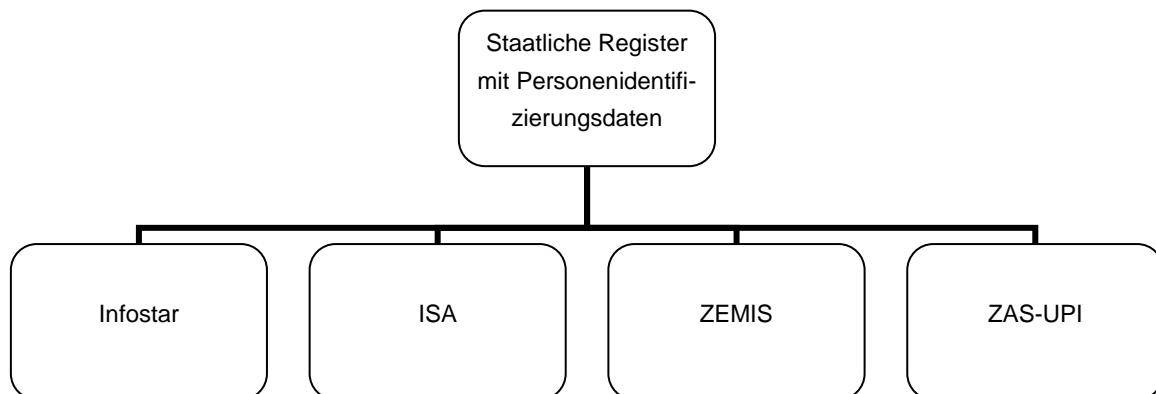 Staatliche Register
mit Personenidentifi-
zierungsdaten
Infostar
ISA
ZEMIS
ZAS-UPI